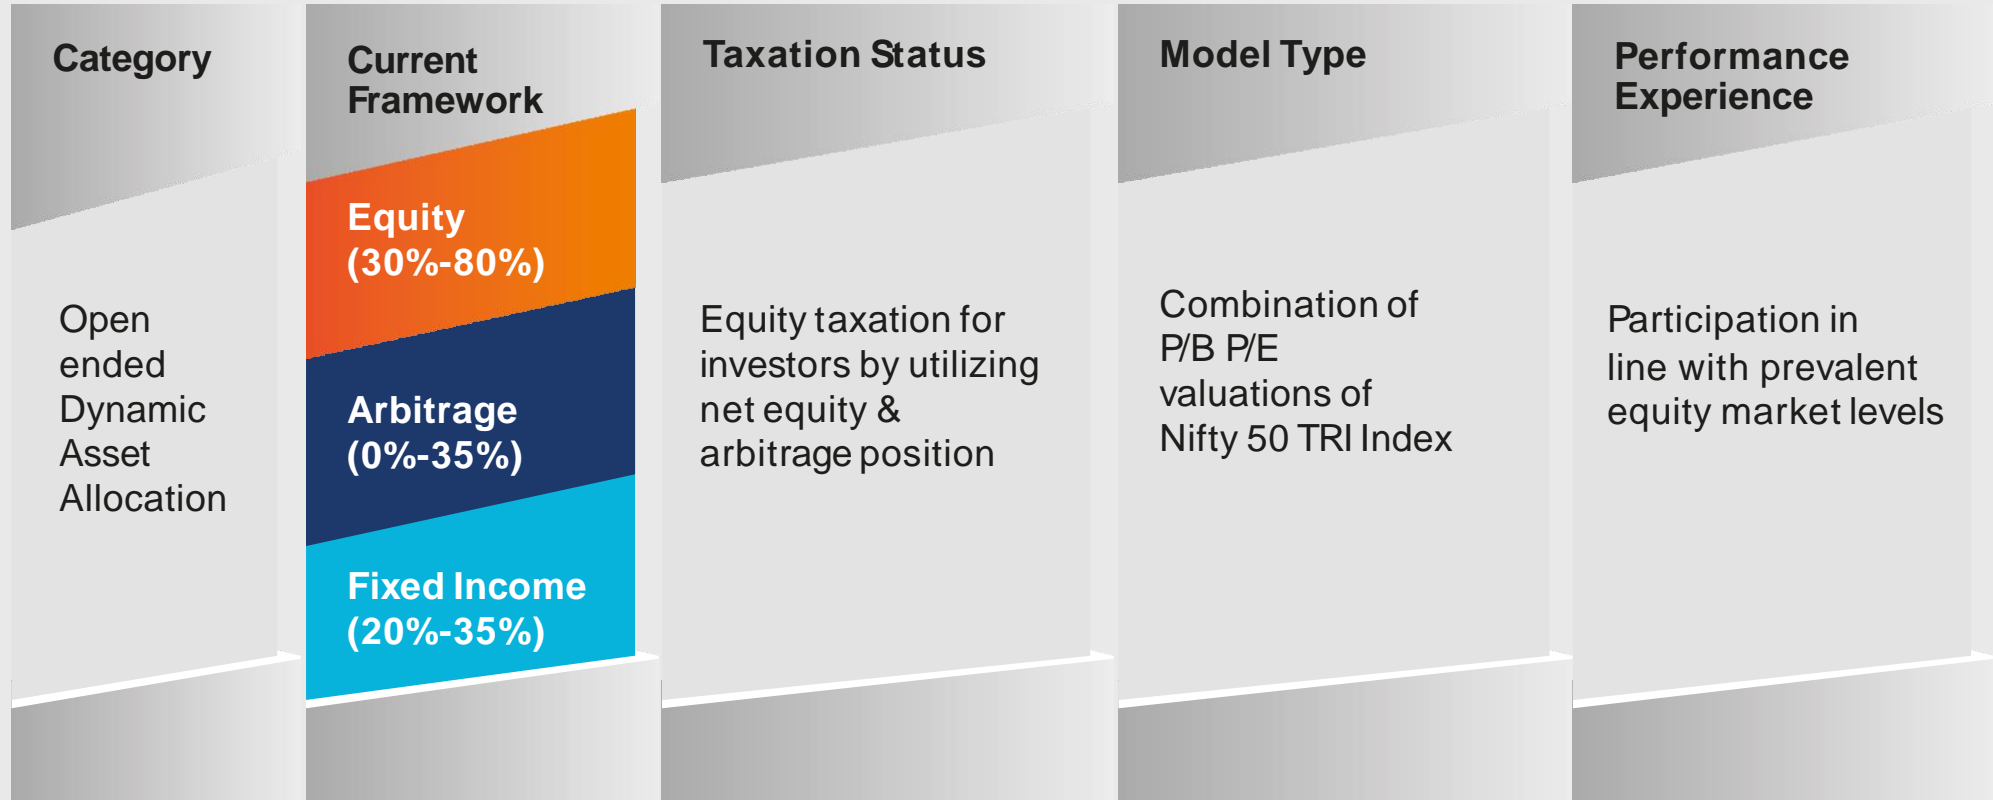 Category
Open
ended
Dynamic
Asset
Allocation
Current
Framework
Equity
(30%-80%)
Arbitrage
(0%-35%)
Fixed Income
(20%-35%)
Taxation Status
Equity taxation for
investors by utilizing
net equity &
arbitrage position
Model Type
Combination of
P/B P/E
valuations of
Nifty 50 TRI Index
Performance
Experience
Participation in
line with prevalent
equity market levels